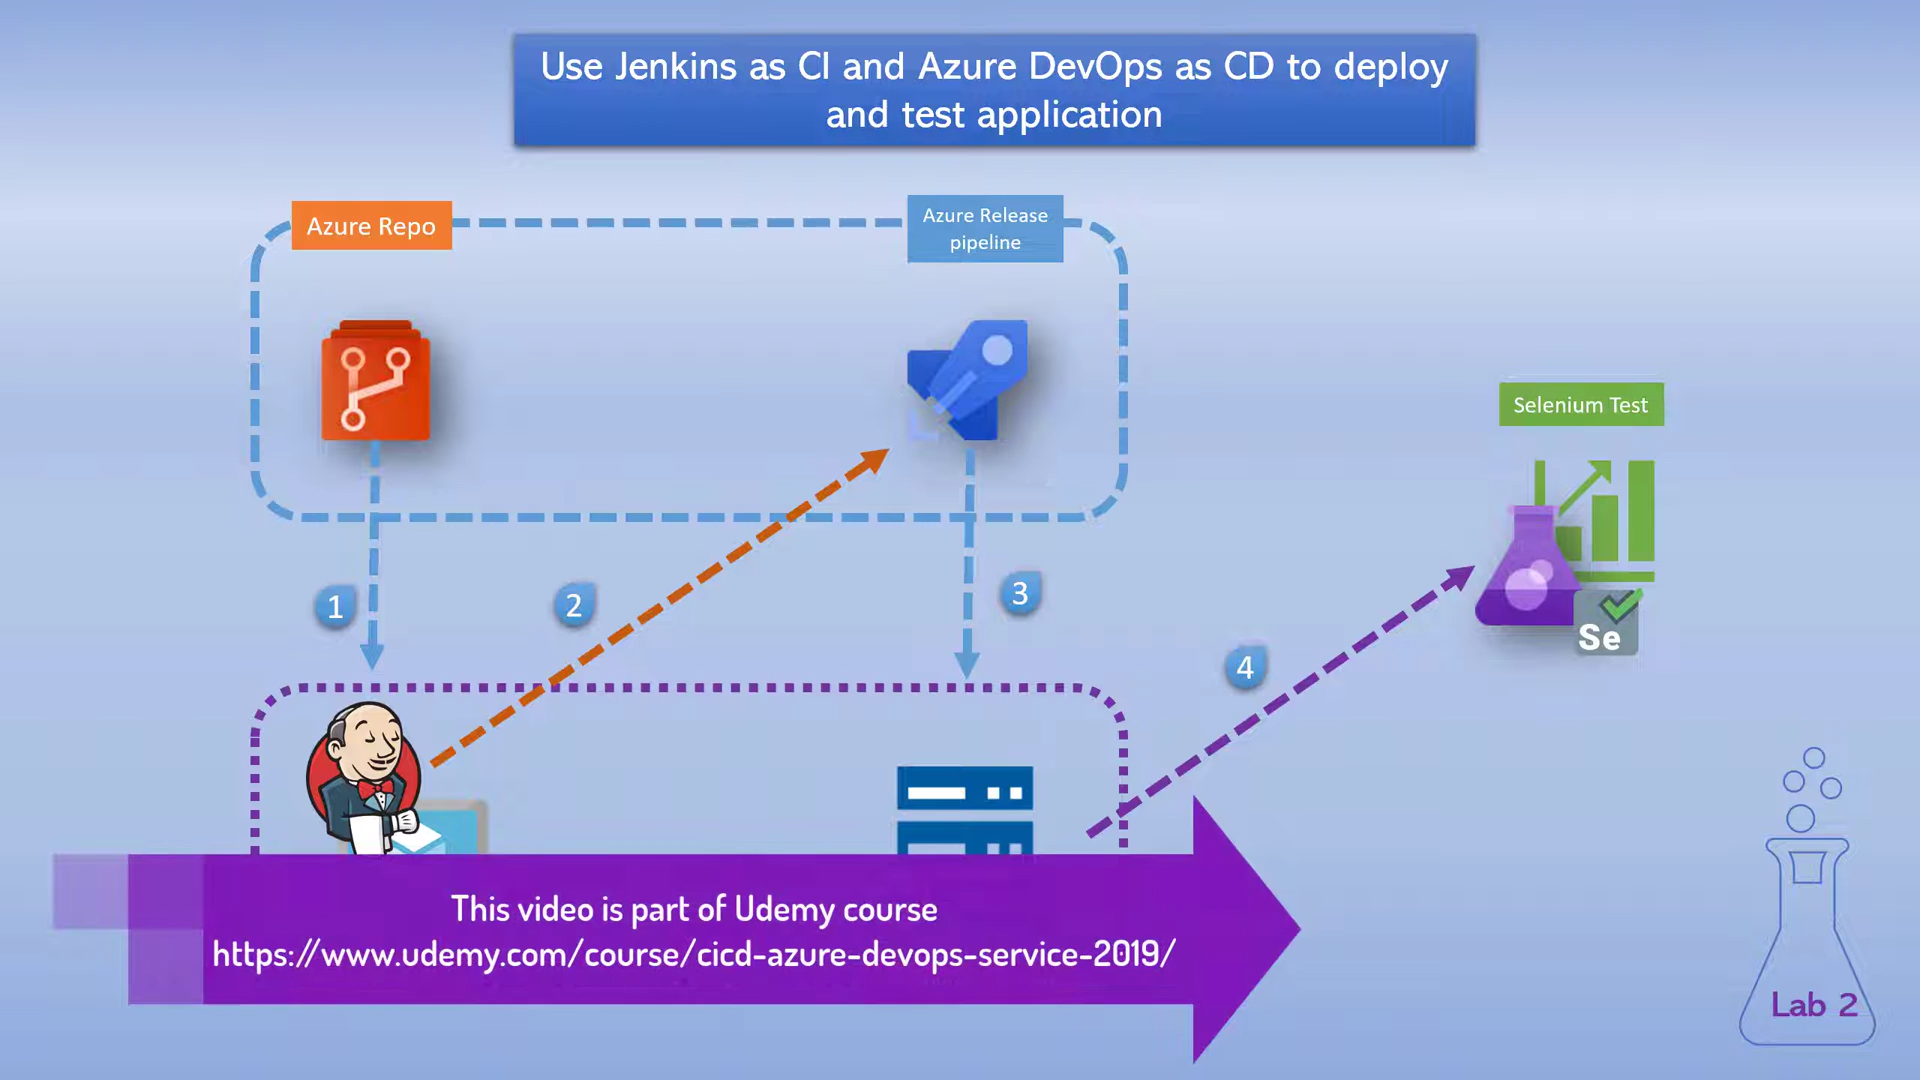 Use Jenkins as CI and Azure DevOps as CD to deploy
and test application
Azure Repo
Azure Release
pipeline
Selenium Test
1
2
3
4
Se
This video is part of Udemy course
https://www.udemy.com/course/cicd-azure-devops-service-2019/
Lab 2